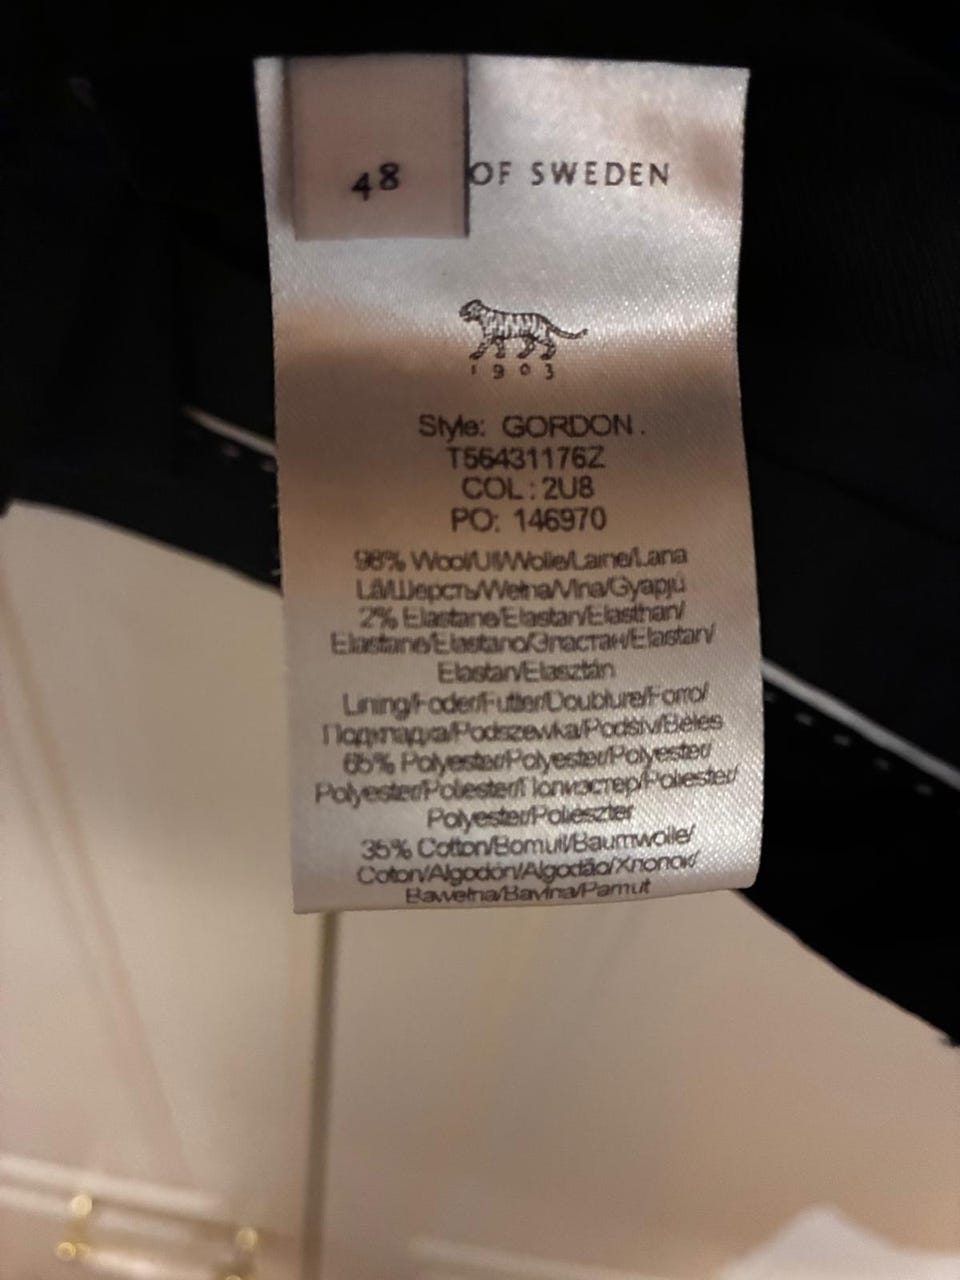 48
OF SWEDEN
1903
Style: GORDON.
T56431176Z
COL: 2U8
PO: 146970
98% Wool/Ull/Wolle/Laine/Lana
Lã/Шерсть/Wełna/Vlna/Gyapjú
2% Elastane/Elastan/Elasthan/
Elastane/Elastano/Эластан/Elastan/
Elastan/Elasztán
Lining/Foder/Futter/Doublure/Forro/
Подкладка/Podszewka/Podšív/Béles
65% Polyester/Polyester/Polyester/
Polyester/Poliester/Полиэстер/Poliester/
Polyester/Poliészter
35% Cotton/Bomull/Baumwolle/
Coton/Algodon/Algodão/Хлопок/
Bawełna/Bavlna/Pamut